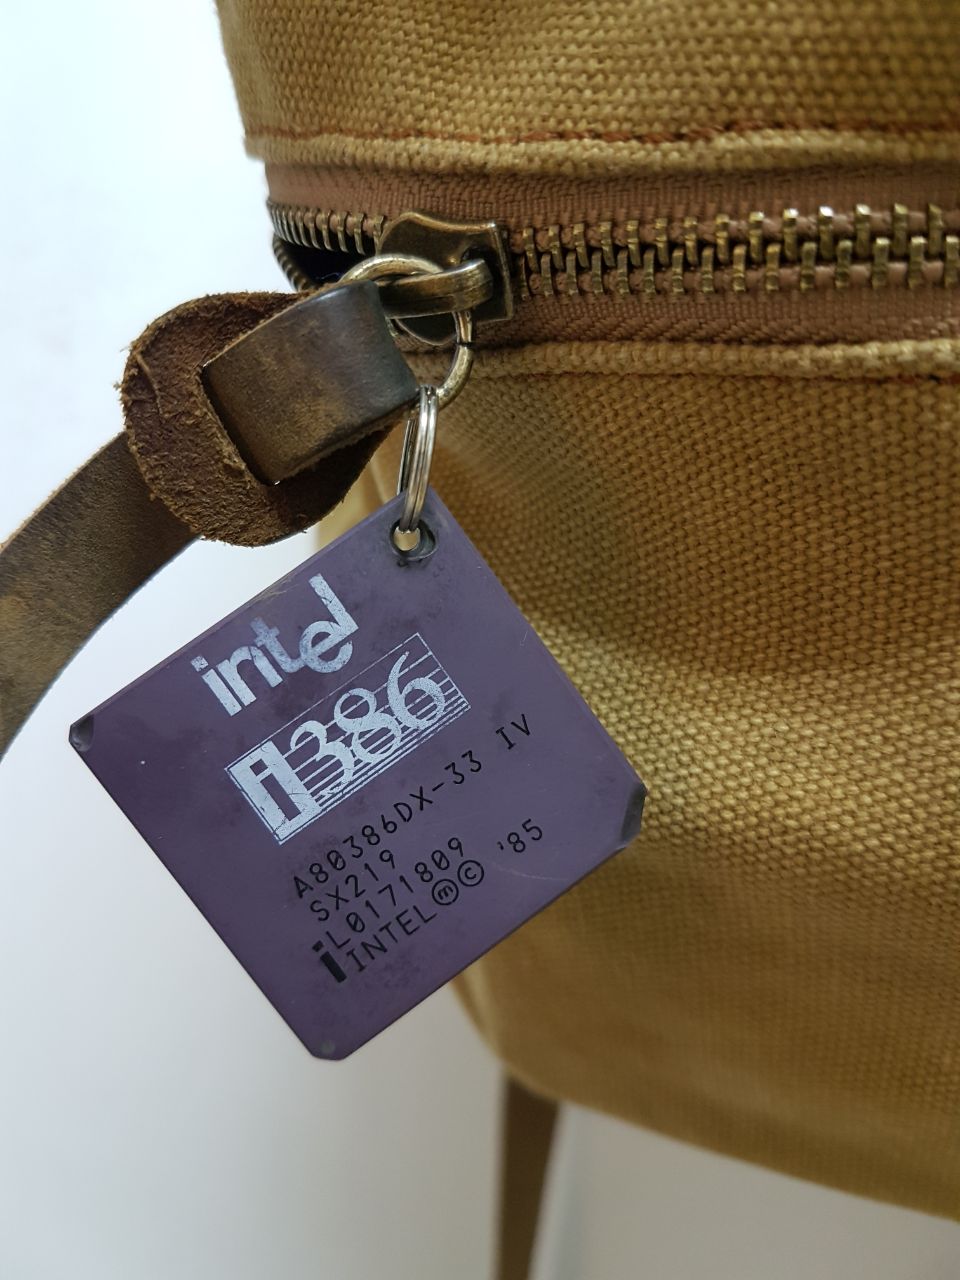 intel
i386
A80386DX-33 IV
SX219
L0171809
INTEL ⓜ © '85